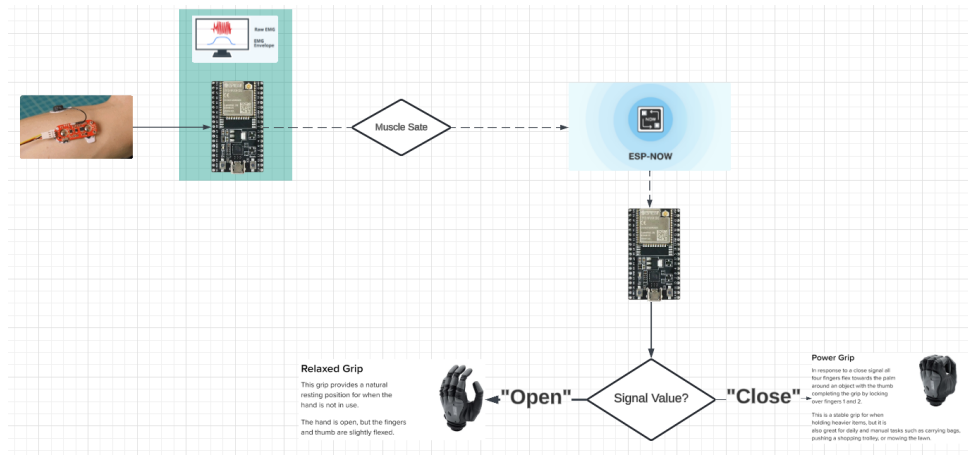 Raw EMG
EMG
Envelope
Muscle Sate
NOW
ESP-NOW
Relaxed Grip
This grip provides a natural
resting position for when the
hand is not in use.
The hand is open, but the fingers
and thumb are slightly flexed.
"Open"
Signal Value?
"Close"
Power Grip
In response to a close signal all
four fingers flex towards the palm
around an object with the thumb
completing the grip by locking
over fingers 1 and 2.
This is a stable grip for when
holding heavier items, but it is
also great for daily and manual tasks such as carrying bags,
pushing a shopping trolley, or mowing the lawn.